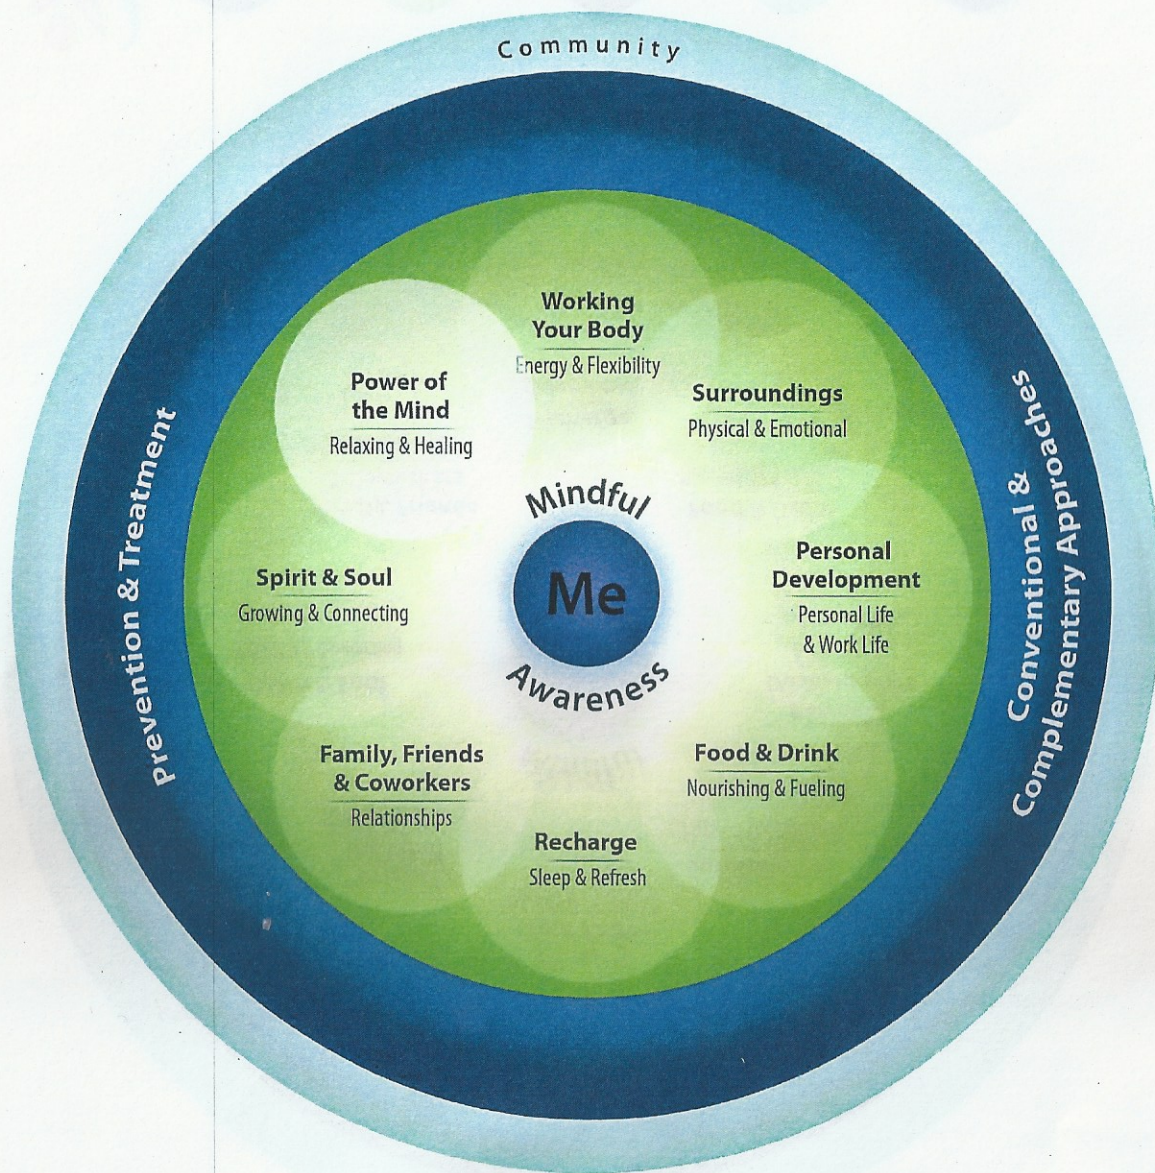 Community
Working
Your Body
Energy & Flexibility
Power of
the Mind
Relaxing & Healing
Surroundings
Physical & Emotional
Prevention & Treatment
Conventional &
Complementary Approaches
Mindful
Me
Awareness
Spirit & Soul
Growing & Connecting
Personal
Development
Personal Life
& Work Life
Family, Friends
& Coworkers
Relationships
Food & Drink
Nourishing & Fueling
Recharge
Sleep & Refresh